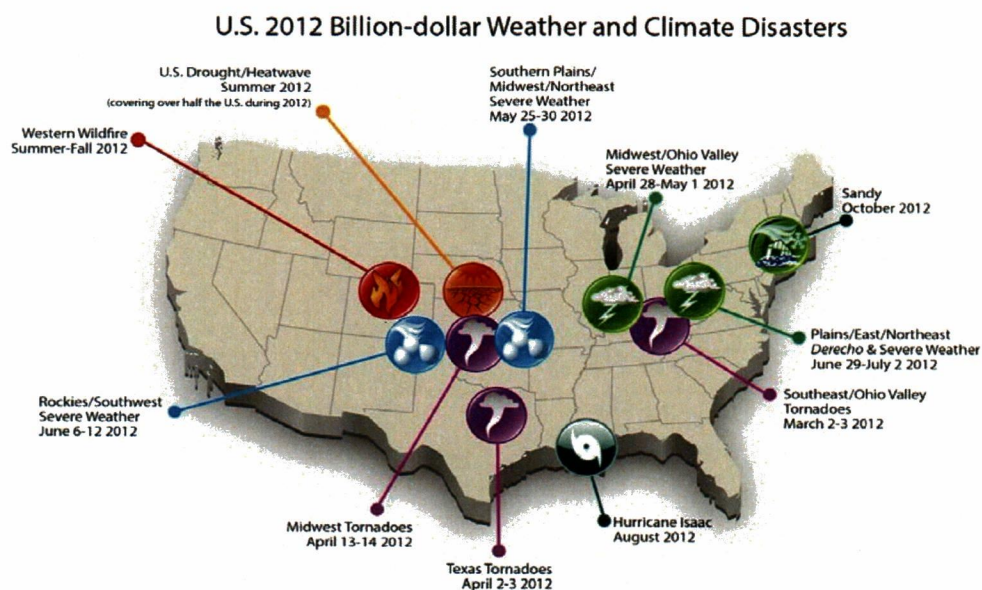 U.S. 2012 Billion-dollar Weather and Climate Disasters
U.S. Drought/Heatwave
Summer 2012
(covering over half the U.S. during 2012)
Southern Plains/
Midwest/Northeast
Severe Weather
May 25-30 2012
Western Wildfire
Summer-Fall 2012
Midwest/Ohio Valley
Severe Weather
April 28-May 1 2012
Sandy
October 2012
Plains/East/Northeast
Derecho & Severe Weather
June 29-July 2 2012
Rockies/Southwest
Severe Weather
June 6-12 2012
Southeast/Ohio Valley
Tornadoes
March 2-3 2012
Midwest Tornadoes
April 13-14 2012
Hurricane Isaac
August 2012
Texas Tornadoes
April 2-3 2012